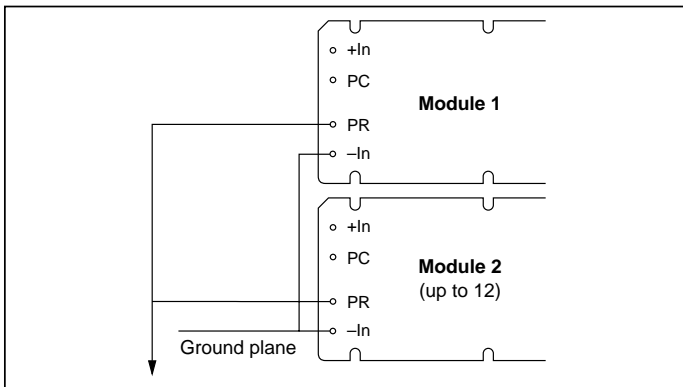 +In
PC
Module 1
PR
–In
+In
PC
Module 2
(up to 12)
PR
–In
Ground plane